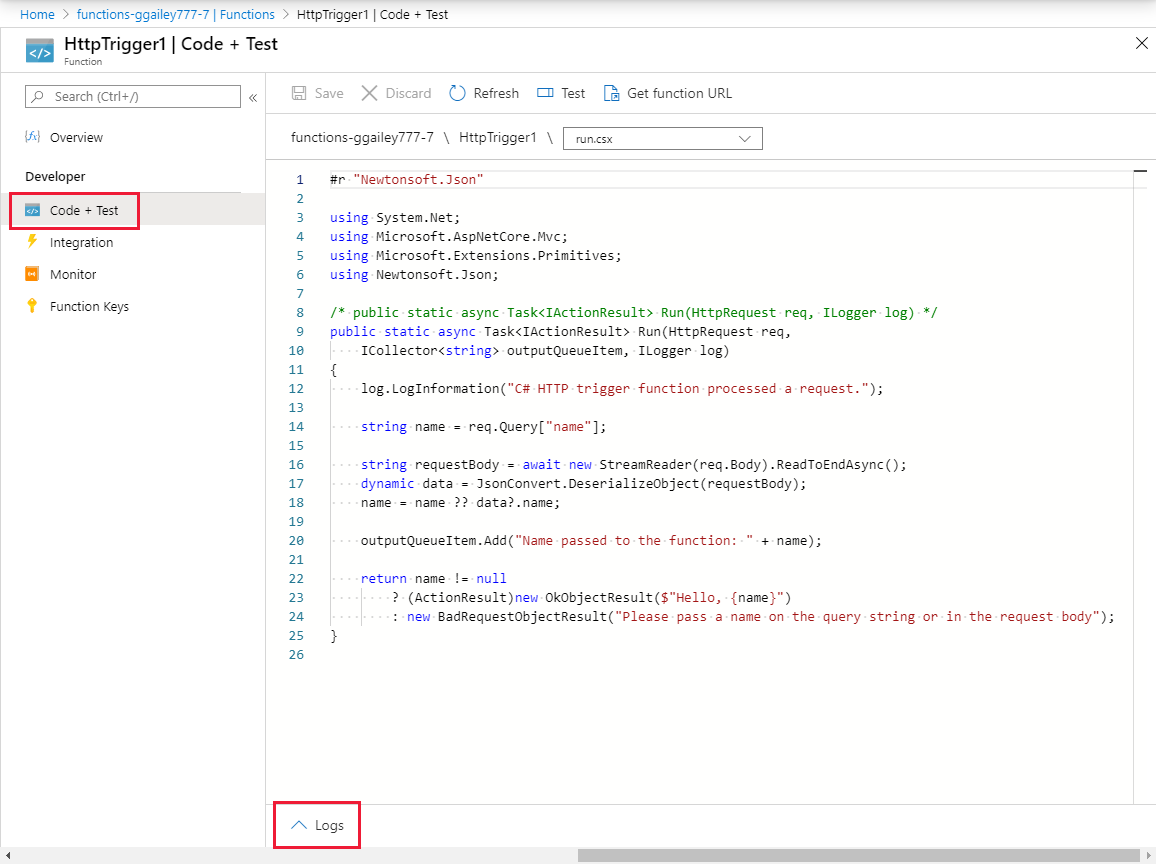 Home > functions-ggailey777-7 | Functions > HttpTrigger1 | Code + Test
HttpTrigger1 | Code + Test
Function
Search (Ctrl+/)
«
Overview
Developer
Code + Test
Integration
Monitor
Function Keys
Save Discard Refresh Test Get function URL
functions-ggailey777-7 \ HttpTrigger1 \ run.csx
1 #r "Newtonsoft.Json"
2
3 using System.Net;
4 using Microsoft.AspNetCore.Mvc;
5 using Microsoft.Extensions.Primitives;
6 using Newtonsoft.Json;
7
8 /* public static async Task<IActionResult> Run(HttpRequest req, ILogger log) */
9 public static async Task<IActionResult> Run(HttpRequest req,
10     ICollector<string> outputQueueItem, ILogger log)
11 {
12     log.LogInformation("C# HTTP trigger function processed a request.");
13
14     string name = req.Query["name"];
15
16     string requestBody = await new StreamReader(req.Body).ReadToEndAsync();
17     dynamic data = JsonConvert.DeserializeObject(requestBody);
18     name = name ?? data?.name;
19
20     outputQueueItem.Add("Name passed to the function: " + name);
21
22     return name != null
23         ? (ActionResult)new OkObjectResult($"Hello, {name}")
24         : new BadRequestObjectResult("Please pass a name on the query string or in the request body");
25 }
26
Logs